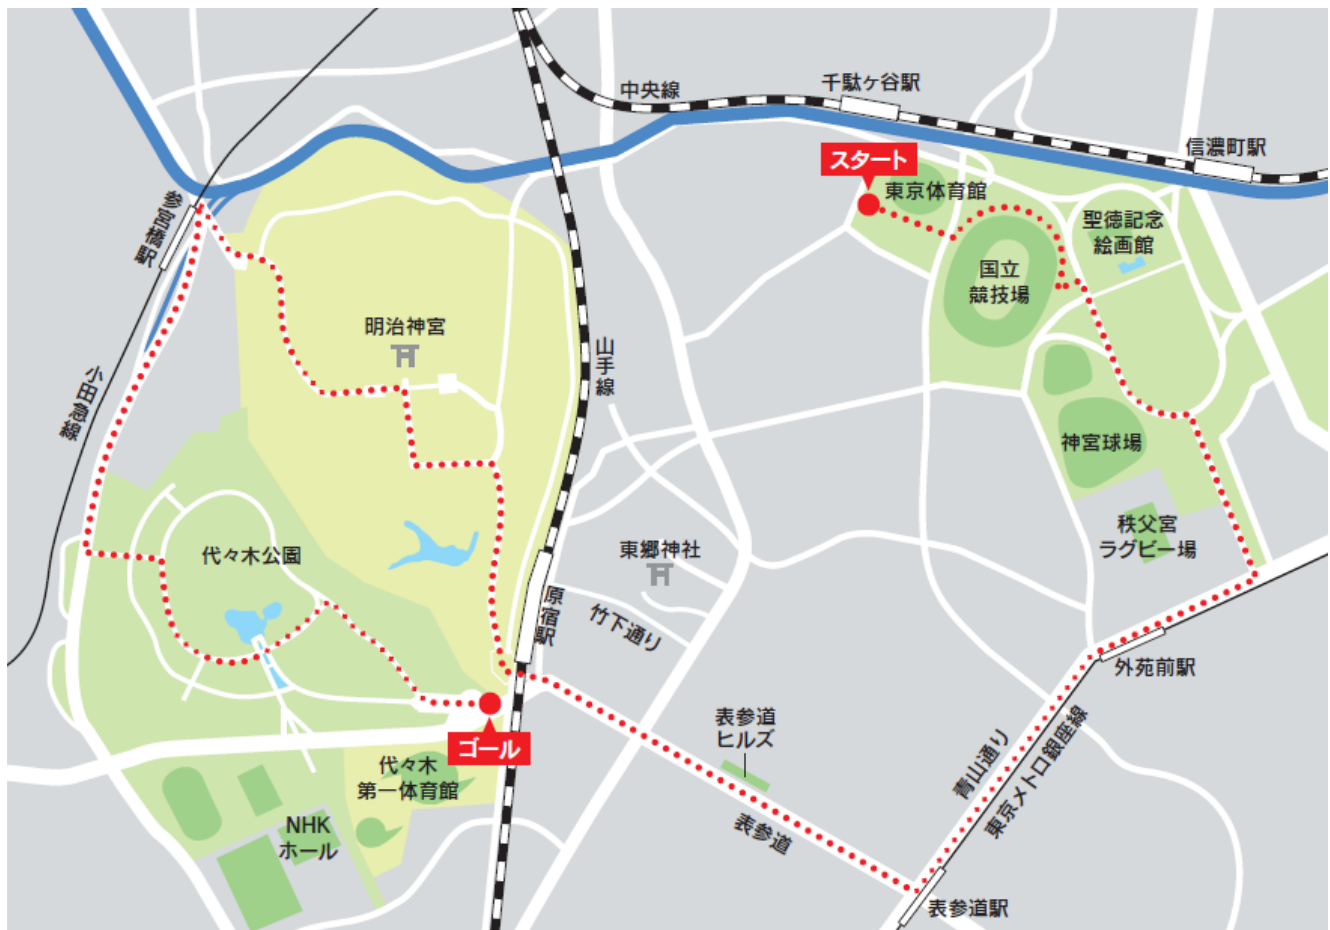 中央線
千駄ヶ谷駅
信濃町駅
スタート
東京体育館
聖徳記念
絵画館
参宮橋駅
国立
競技場
明治神宮
山手線
小田急線
神宮球場
秩父宮
ラグビー場
代々木公園
東郷神社
原宿駅
竹下通り
外苑前駅
表参道
ヒルズ
青山通り
東京メトロ銀座線
ゴール
代々木
第一体育館
NHK
ホール
表参道
表参道駅